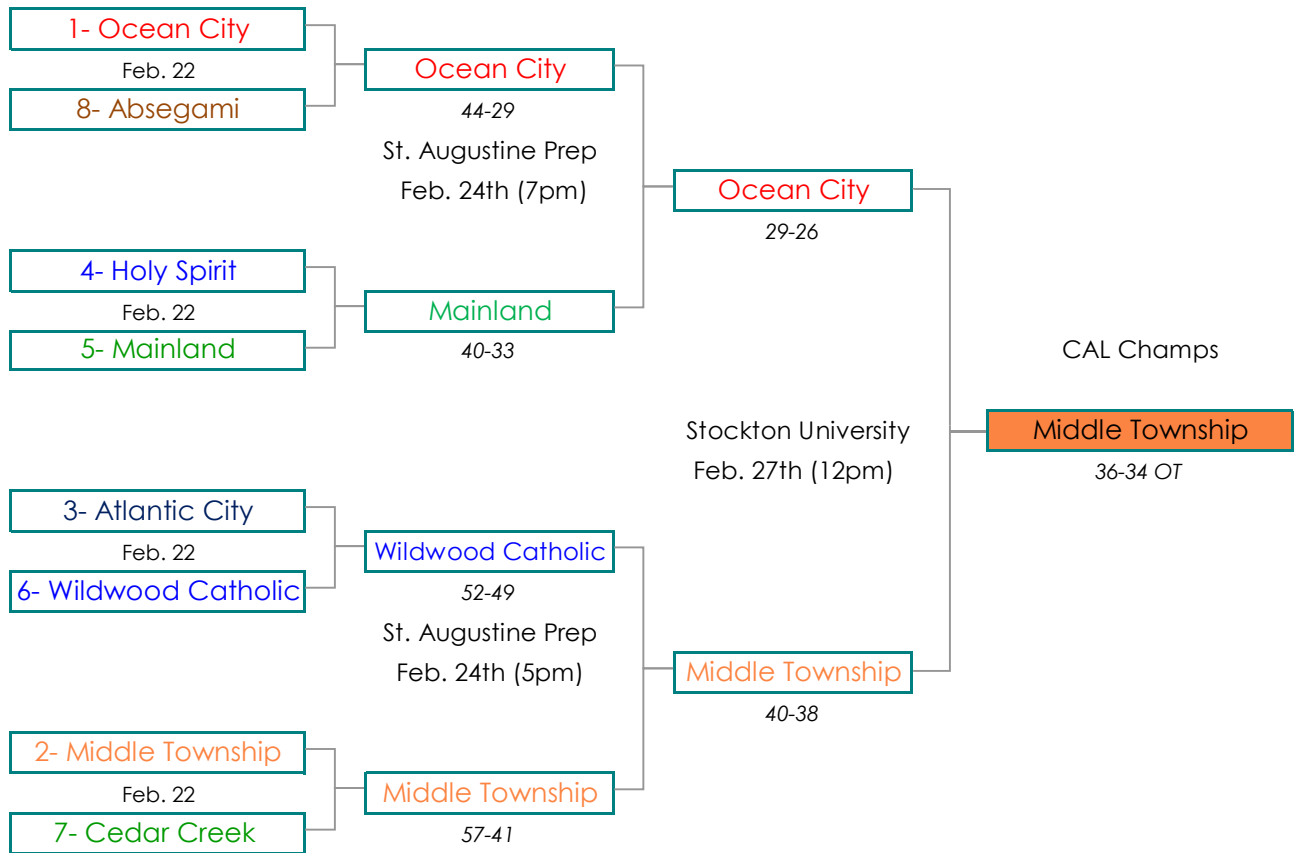 1- Ocean City
Feb. 22
8- Absegami
Ocean City
44-29
St. Augustine Prep
Feb. 24th (7pm)
4- Holy Spirit
Feb. 22
5- Mainland
Mainland
40-33
Ocean City
29-26
3- Atlantic City
Feb. 22
6- Wildwood Catholic
Wildwood Catholic
52-49
St. Augustine Prep
Feb. 24th (5pm)
2- Middle Township
Feb. 22
7- Cedar Creek
Middle Township
57-41
Middle Township
40-38
Stockton University
Feb. 27th (12pm)
CAL Champs
Middle Township
36-34 OT